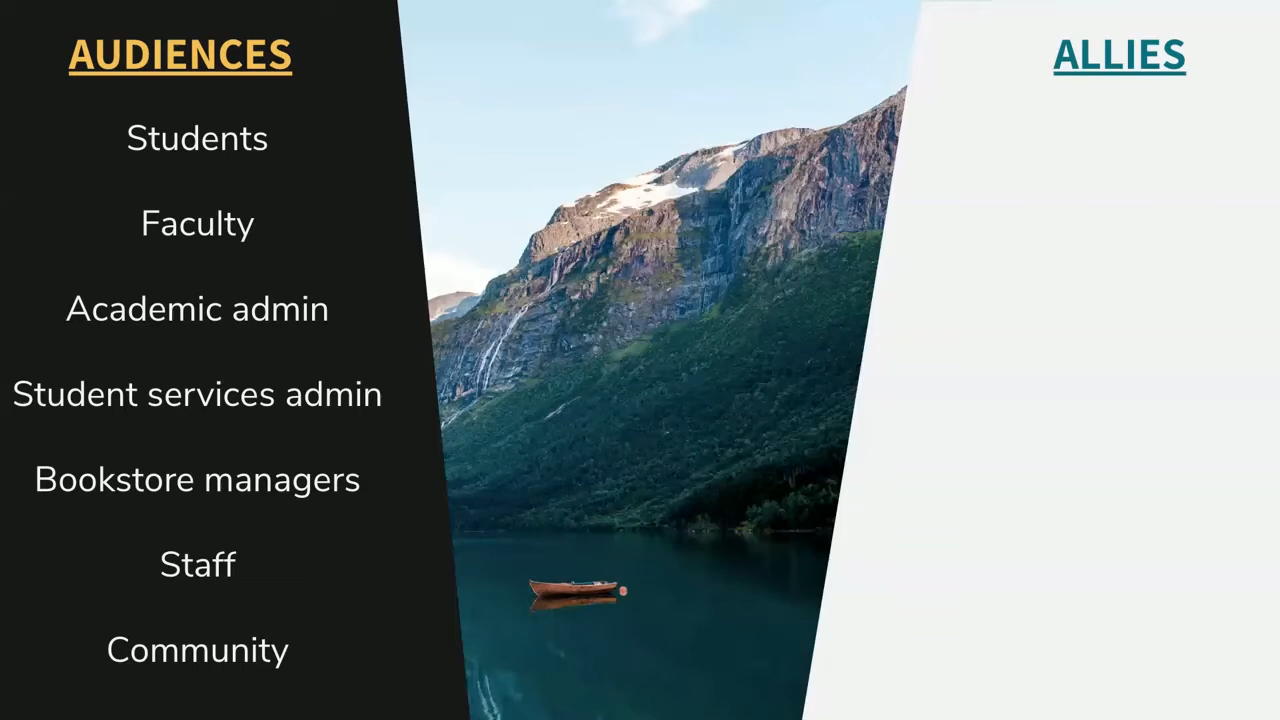 AUDIENCES
Students
Faculty
Academic admin
Student services admin
Bookstore managers
Staff
Community
ALLIES